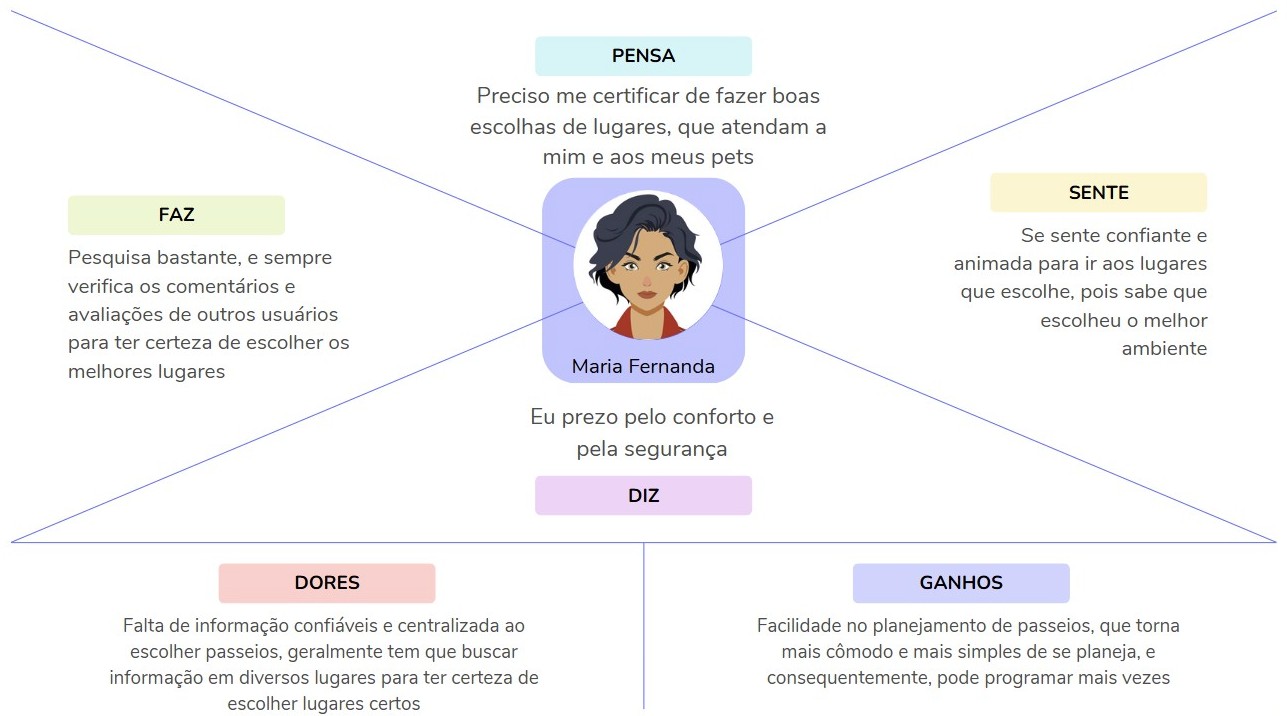 PENSA
Preciso me certificar de fazer boas
escolhas de lugares, que atendam a
mim e aos meus pets
FAZ
Pesquisa bastante, e sempre
verifica os comentários e
avaliações de outros usuários
para ter certeza de escolher os
melhores lugares
SENTE
Se sente confiante e
animada para ir aos lugares
que escolhe, pois sabe que
escolheu o melhor
ambiente
Maria Fernanda
Eu prezo pelo conforto e
pela segurança
DIZ
DORES
Falta de informação confiáveis e centralizada ao
escolher passeios, geralmente tem que buscar
informação em diversos lugares para ter certeza de
escolher lugares certos
GANHOS
Facilidade no planejamento de passeios, que torna
mais cômodo e mais simples de se planeja, e
consequentemente, pode programar mais vezes